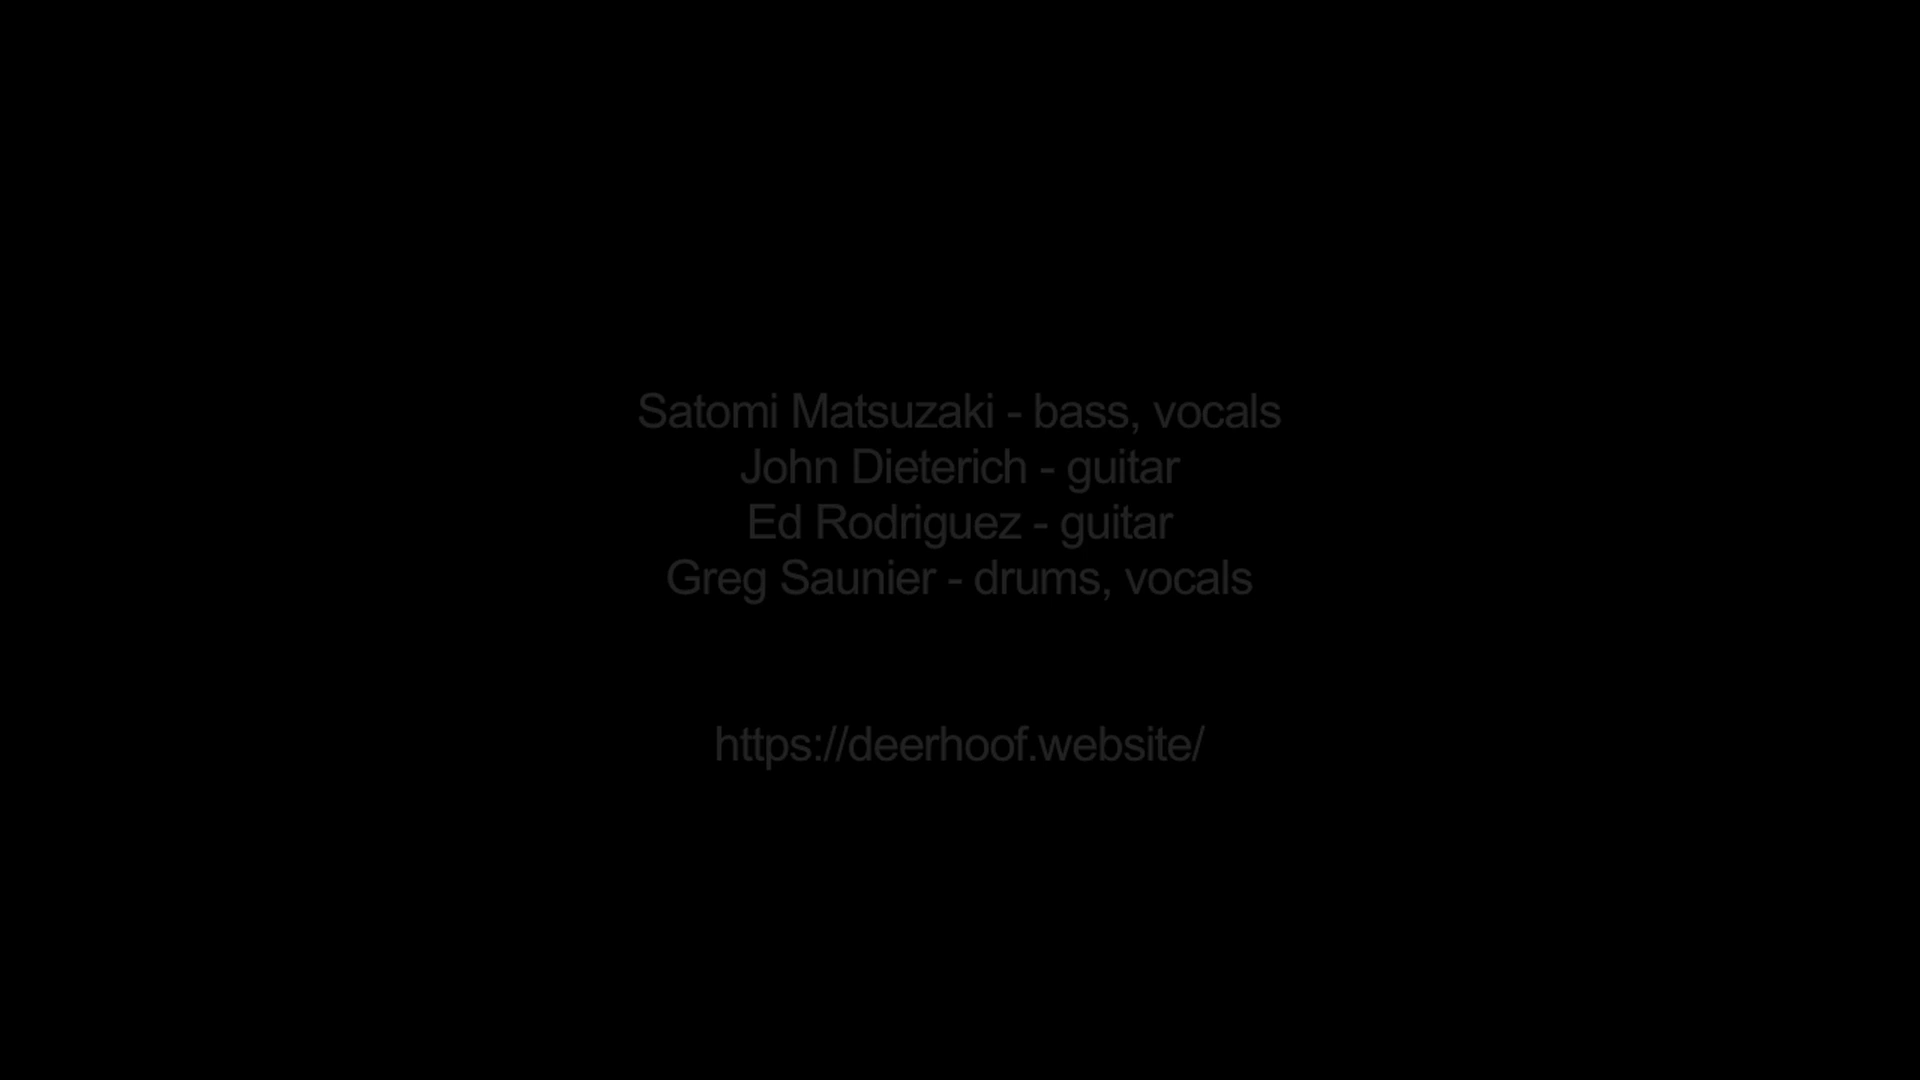 Satomi Matsuzaki - bass, vocals
John Dieterich - guitar
Ed Rodriguez - guitar
Greg Saunier - drums, vocals
https://deerhoof.website/